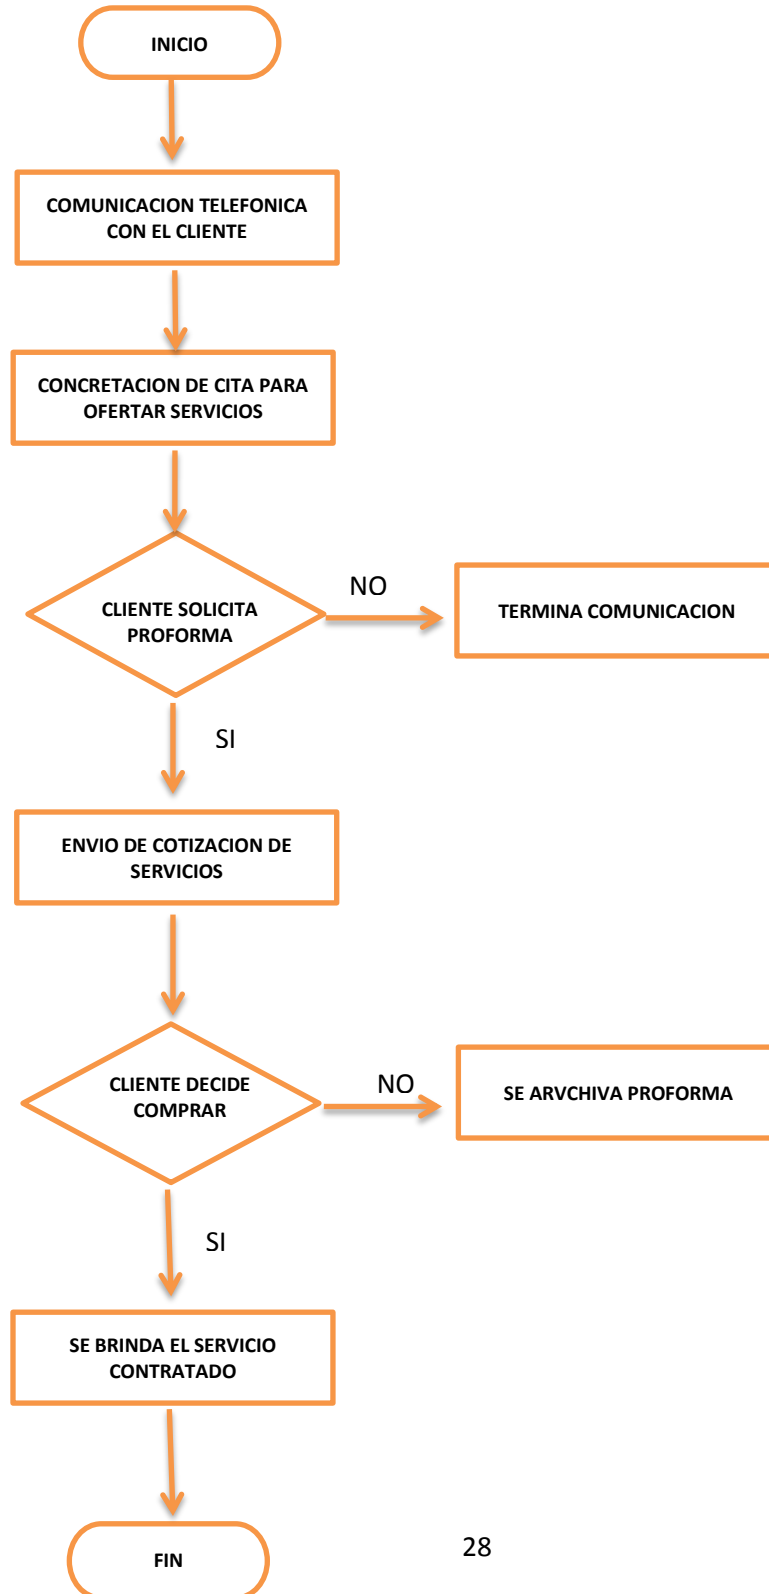 INICIO
COMUNICACION TELEFONICA
CON EL CLIENTE
CONCRETACION DE CITA PARA
OFERTAR SERVICIOS
CLIENTE SOLICITA
PROFORMA
NO
TERMINA COMUNICACION
SI
ENVIO DE COTIZACION DE
SERVICIOS
CLIENTE DECIDE
COMPRAR
NO
SE ARVCHIVA PROFORMA
SI
SE BRINDA EL SERVICIO
CONTRATADO
FIN
28